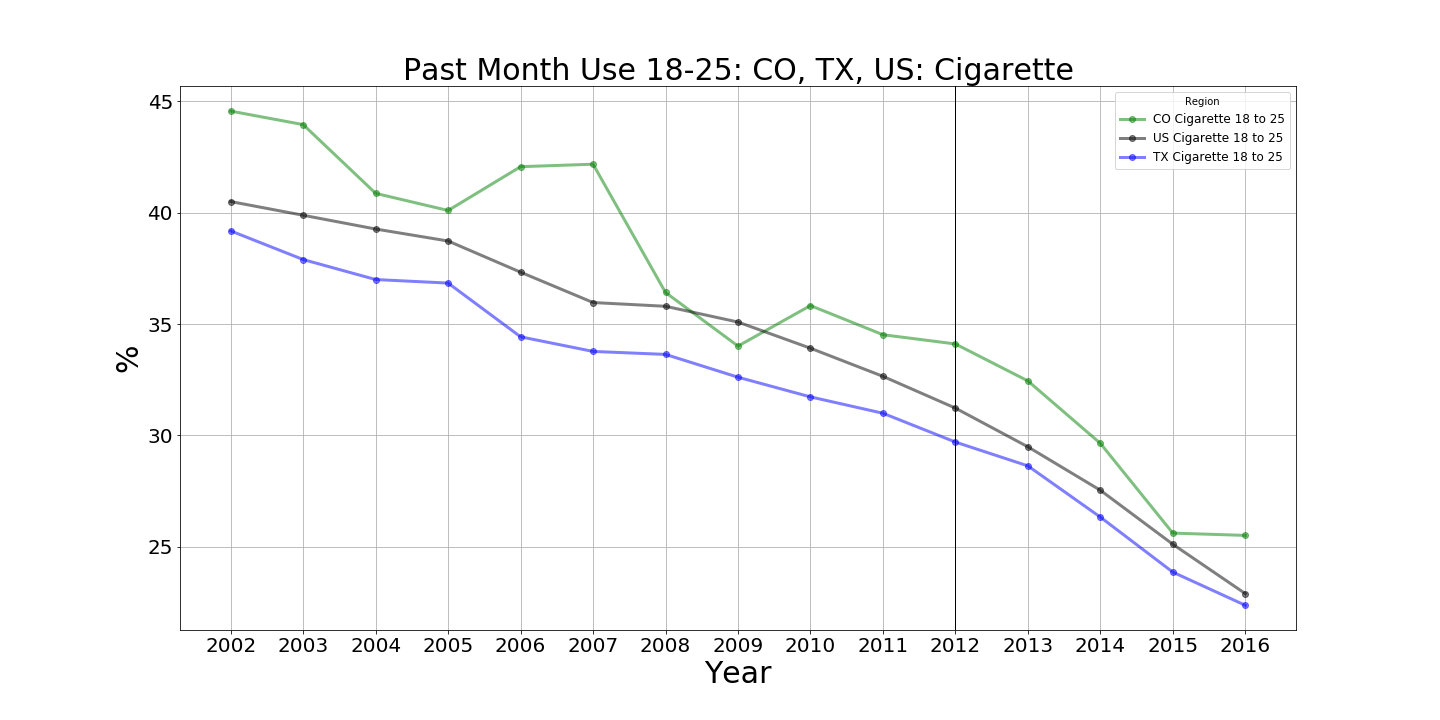 Past Month Use 18-25: CO, TX, US: Cigarette
Region
CO Cigarette 18 to 25
US Cigarette 18 to 25
TX Cigarette 18 to 25
45
40
35
30
25
%
2002 2003 2004 2005 2006 2007 2008 2009 2010 2011 2012 2013 2014 2015 2016
Year